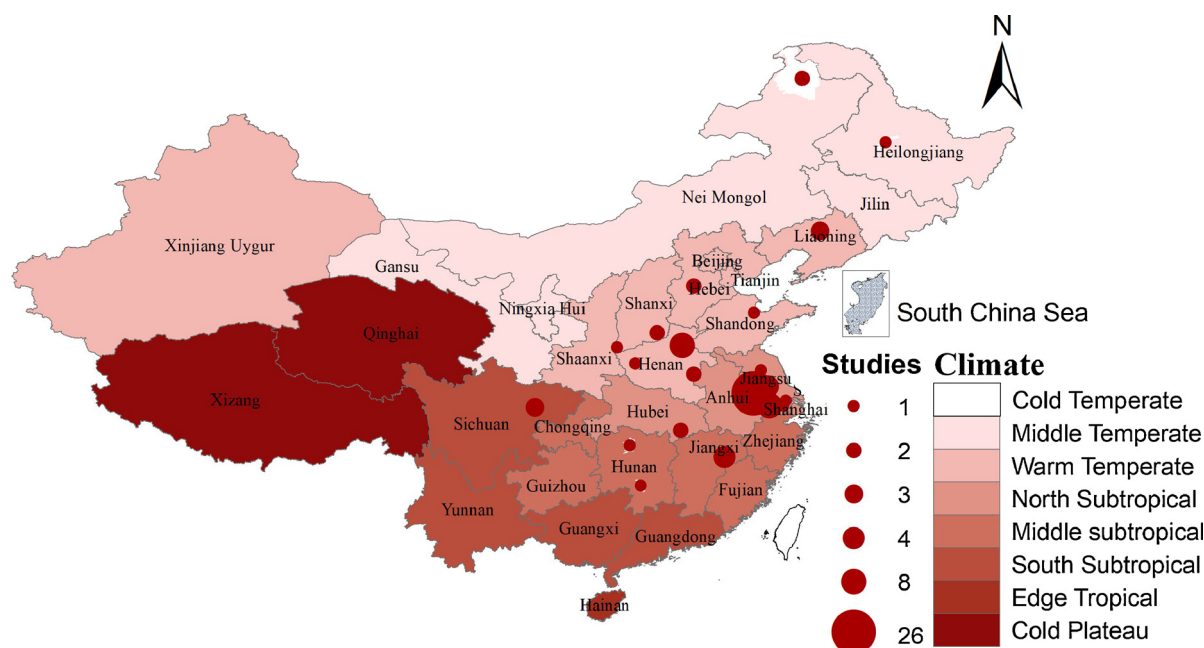 N
Heilongjiang
Nei Mongol
Jilin
Xinjiang Uygur
Liaoning
Beijing
Gansu
Tianjin
Hebei
Ningxia Hui
Shanxi
South China Sea
Qinghai
Shandong
Shaanxi
Henan
Studies
Climate
Jiangsu
Xizang
Anhui
S
Shanghai
1
Cold Temperate
Hubei
Sichuan
Chongqing
Zhejiang
2
Middle Temperate
Jiangxi
Hunan
3
Warm Temperate
Guizhou
Fujian
4
North Subtropical
Yunnan
Guangxi
Guangdong
8
Middle subtropical
South Subtropical
26
Edge Tropical
Hainan
Cold Plateau